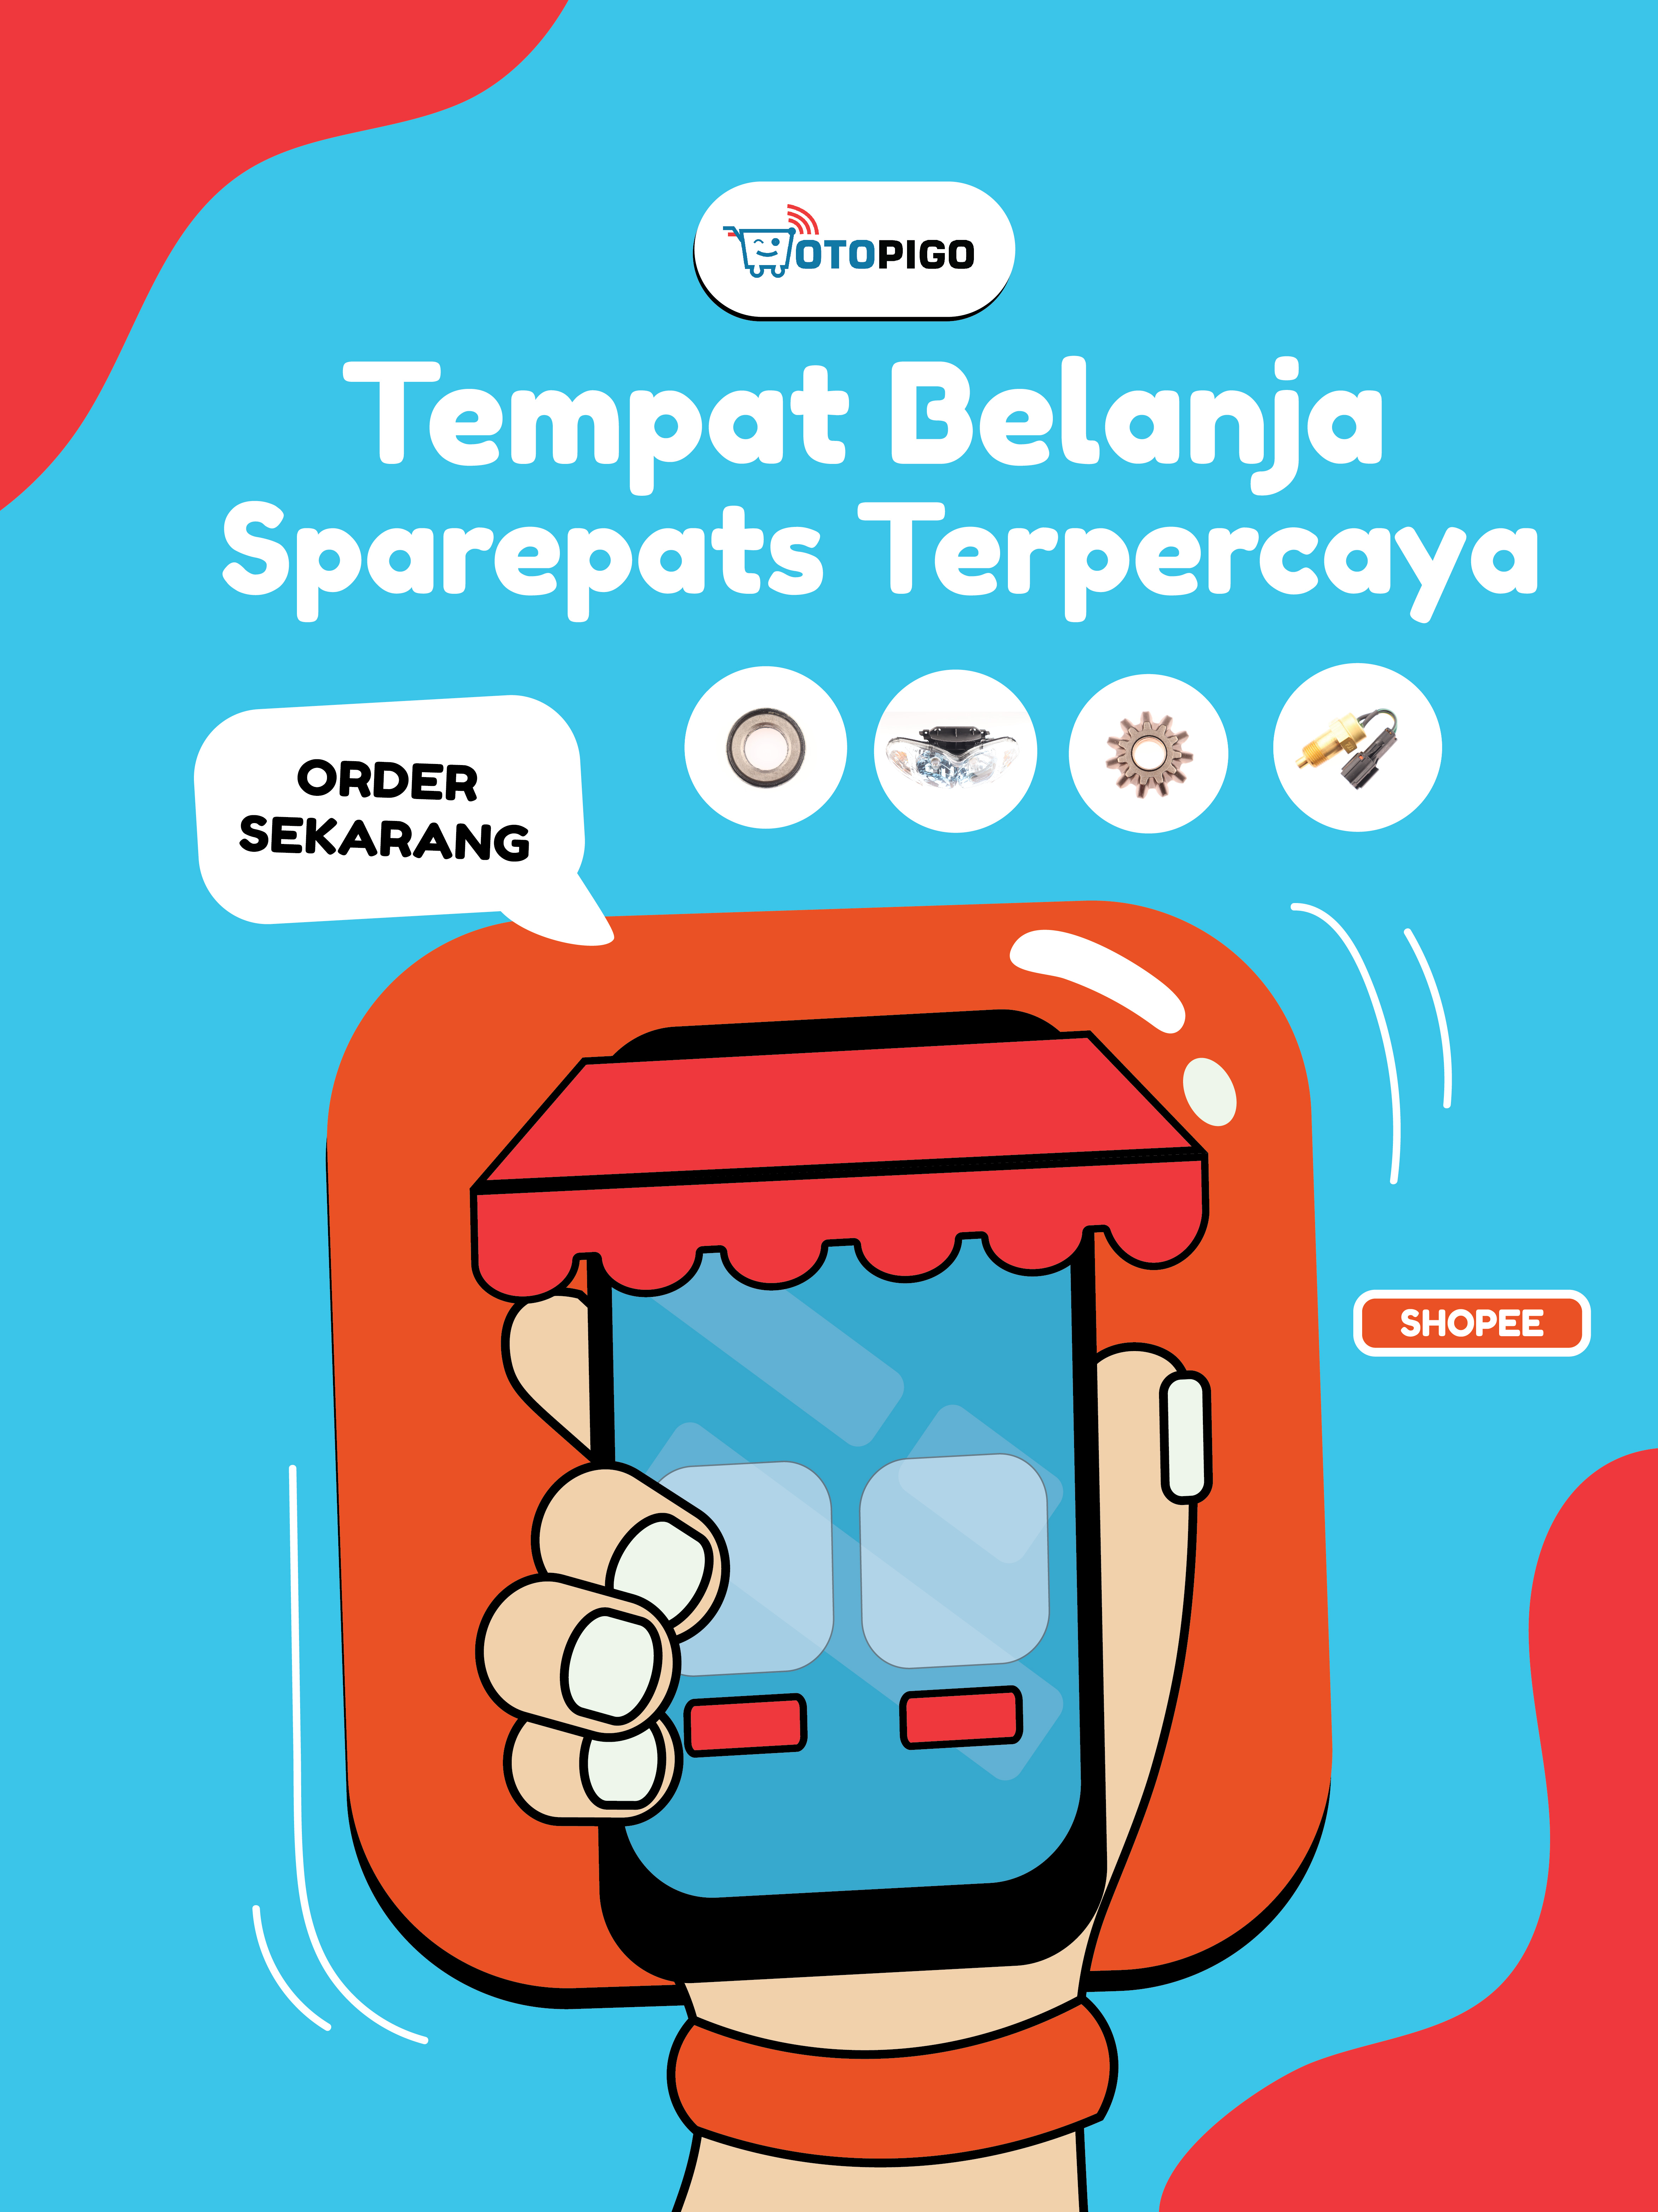 OTOPIGO
Tempat Belanja
Sparepats Terpercaya
ORDER
SEKARANG
SHOPEE